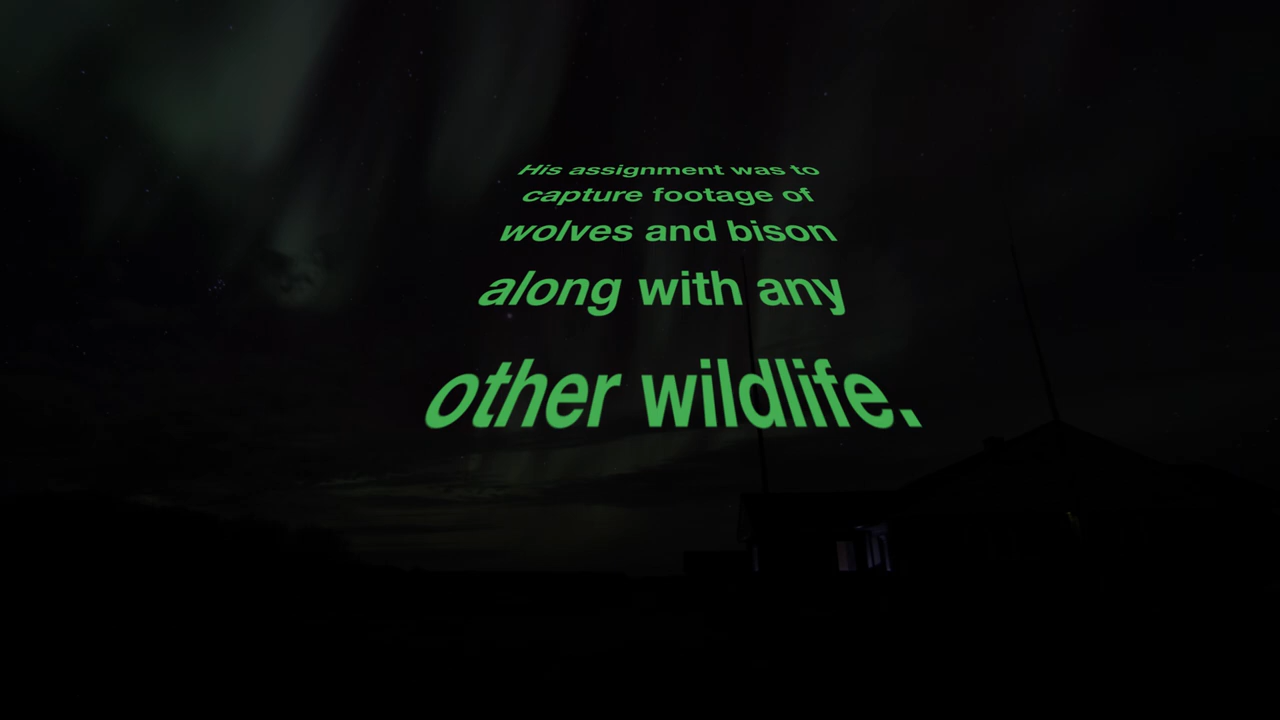 His assignment was to
capture footage of
wolves and bison
along with any
other wildlife.